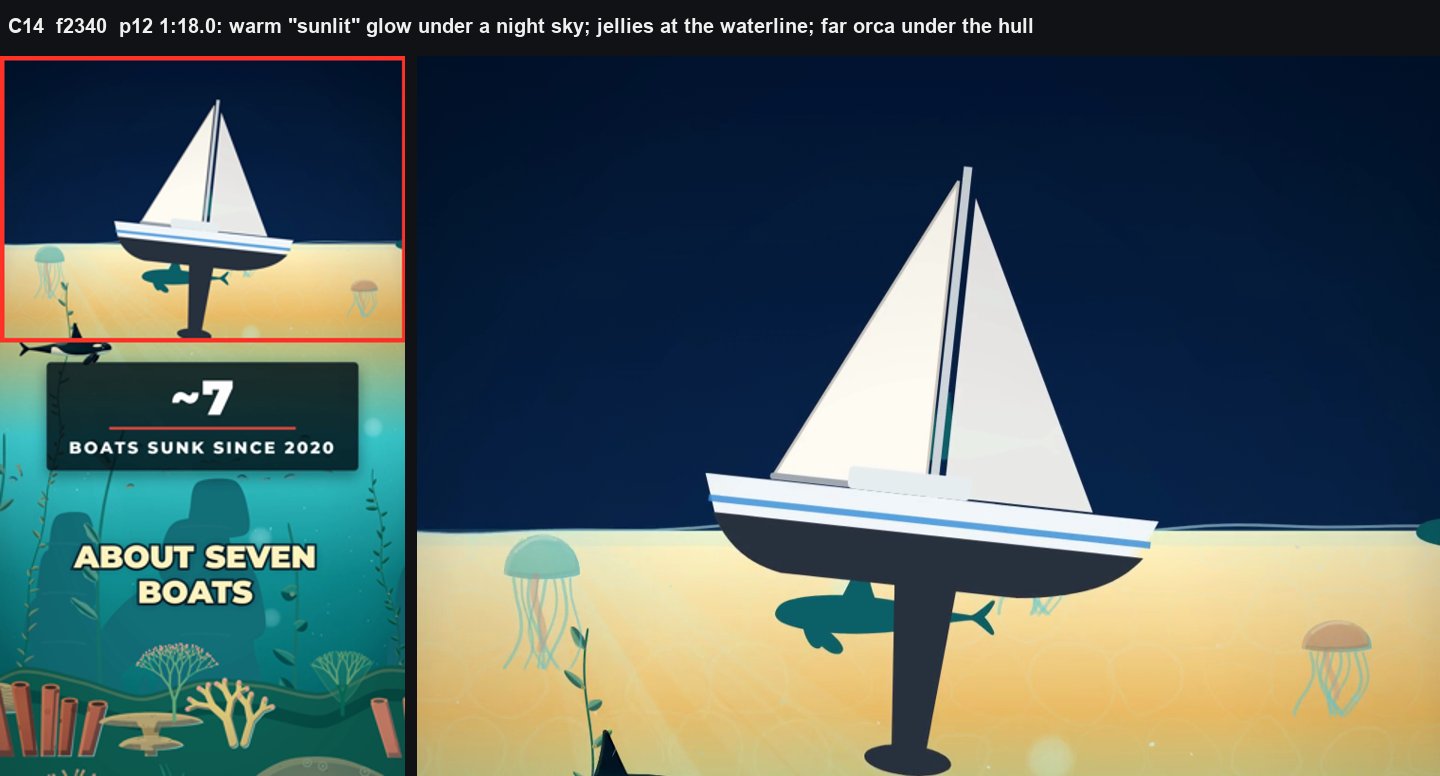 C14 f2340 p12 1:18.0: warm "sunlit" glow under a night sky; jellies at the waterline; far orca under the hull
~7
BOATS SUNK SINCE 2020
ABOUT SEVEN
BOATS